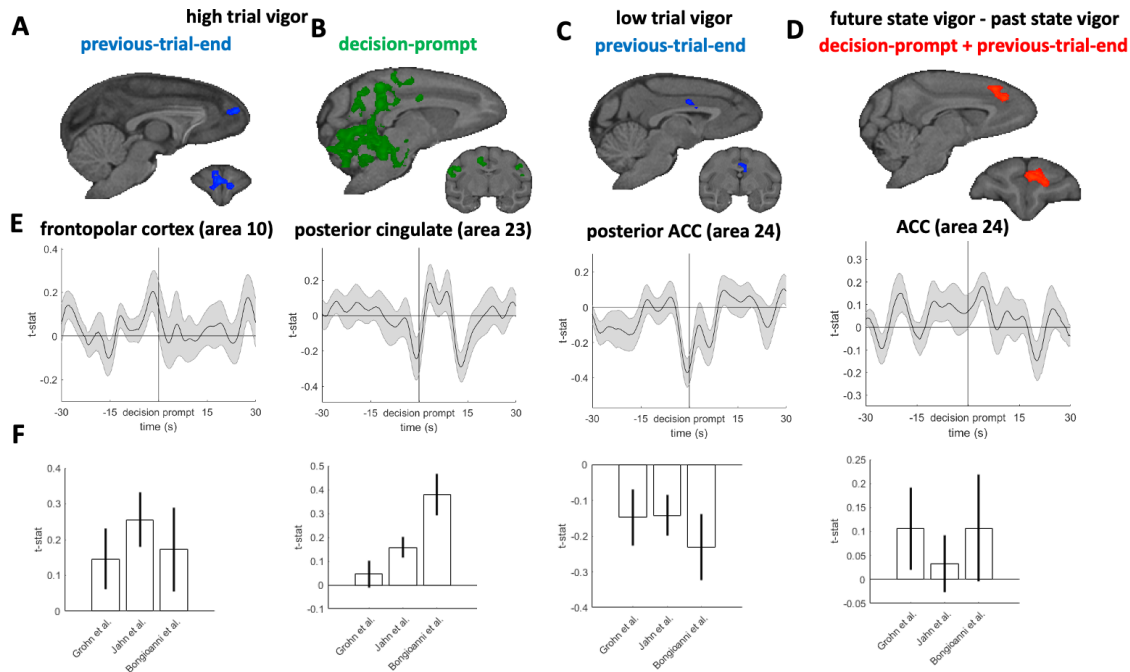 A
high trial vigor
previous-trial-end
B
decision-prompt
C
low trial vigor
previous-trial-end
D
future state vigor - past state vigor
decision-prompt + previous-trial-end
E
frontopolar cortex (area 10)
0.4
0.2
0
-0.2
t-stat
-30 -15 decision prompt 15 30
time (s)
posterior cingulate (area 23)
0.4
0.2
0
-0.2
-0.4
t-stat
-30 -15 decision prompt 15 30
time (s)
posterior ACC (area 24)
0.2
0
-0.2
-0.4
-0.6
t-stat
-30 -15 decision prompt 15 30
time (s)
ACC (area 24)
0.3
0.2
0.1
0
-0.1
-0.2
-0.3
t-stat
-30 -15 decision prompt 15 30
time (s)
F
0.4
0.3
0.2
0.1
0
t-stat
Grohn et al.
Jahn et al.
Bongioanni et al.
0.5
0.4
0.3
0.2
0.1
0
-0.1
t-stat
Grohn et al.
Jahn et al.
Bongioanni et al.
0
-0.1
-0.2
-0.3
-0.4
t-stat
Grohn et al.
Jahn et al.
Bongioanni et al.
0.25
0.2
0.15
0.1
0.05
0
-0.05
t-stat
Grohn et al.
Jahn et al.
Bongioanni et al.